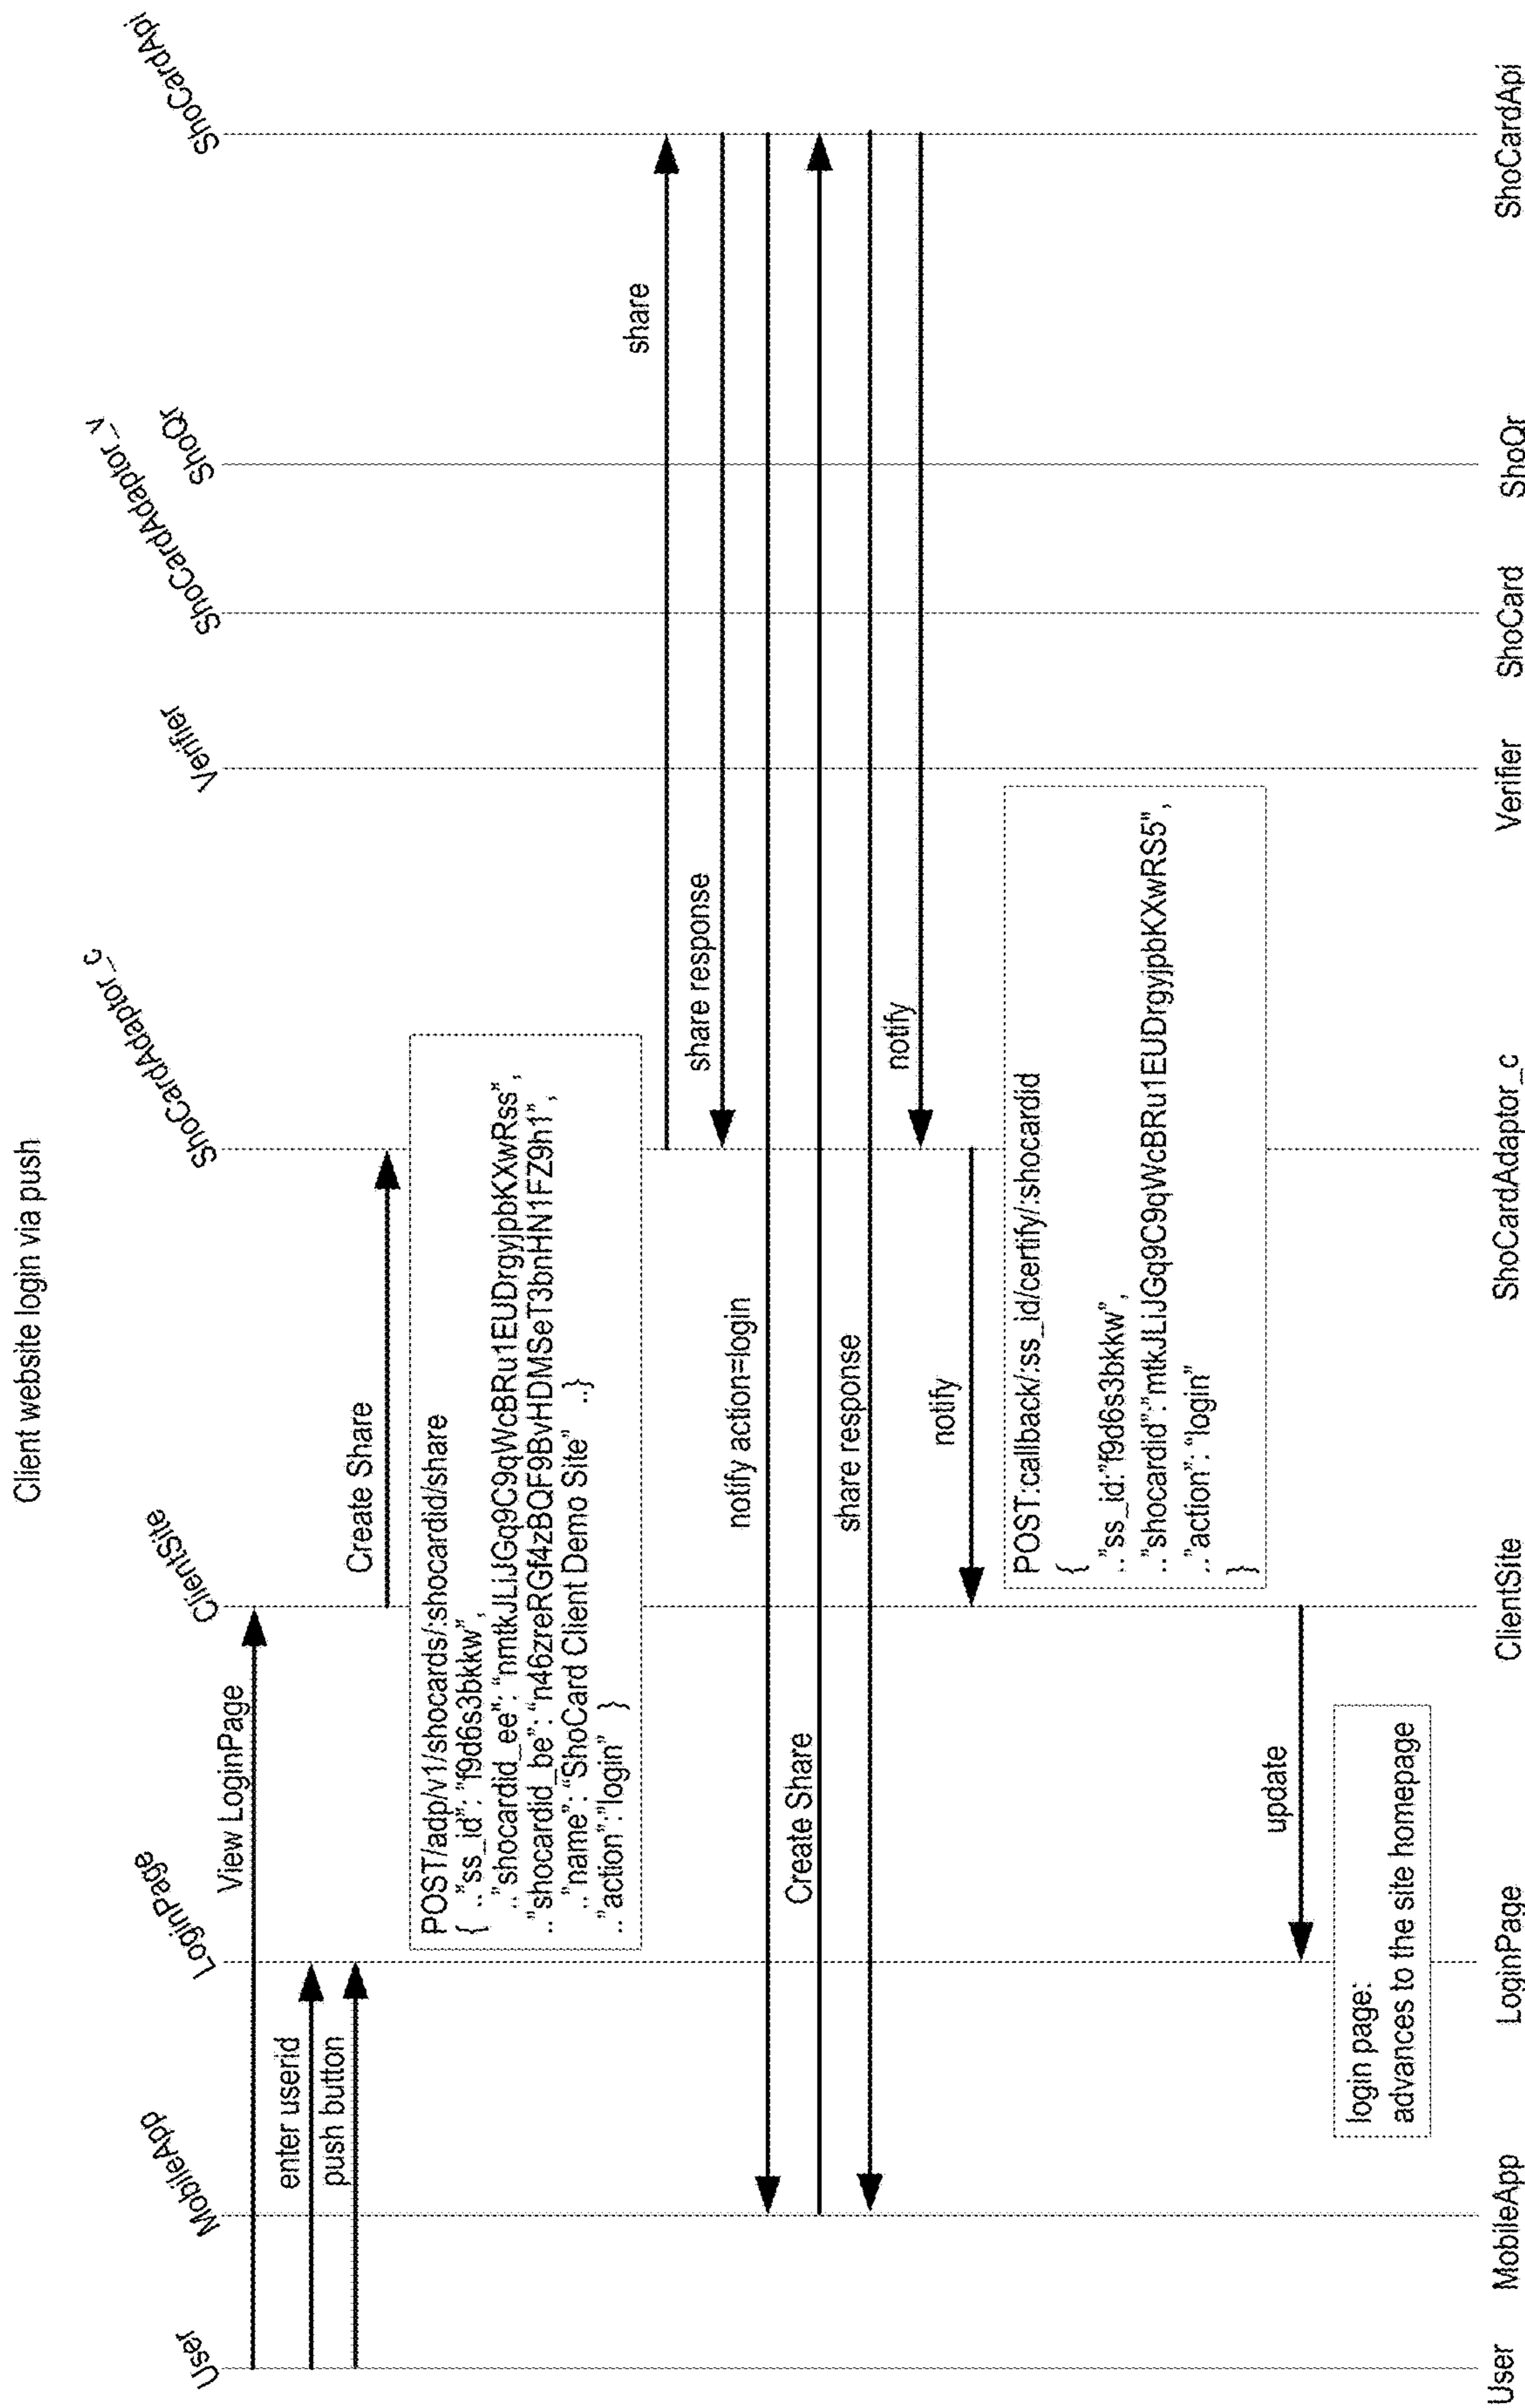 Client website login via push
User
MobileApp
LoginPage
ClientSite
ShoCardAdaptor_c
Verifier
ShoCardAdaptor_v
ShoQr
ShoCardApi
View LoginPage
enter userid
push button
Create Share
POST/adp/v1/shocards/:shocardid/share
{ .."ss_id": "f9d6s3bkkw",
.."shocardid_ee": "nmtkJLiJGq9C9qWcBRu1EUDrgyjpbKXwRss",
.."shocardid_be": "n46zreRGf4zBQF9BvHDMSeT3bnHN1FZ9h1",
.."name": "ShoCard Client Demo Site" ..}
.."action":"login" }
share
share response
notify action=login
Create Share
share response
notify
notify
POST:callback/:ss_id/certify/:shocardid
{
.."ss_id:"f9d6s3bkkw",
.."shocardid":"mtkJLiJGq9C9qWcBRu1EUDrgyjpbKXwRS5",
.."action": "login"
}
update
login page:
advances to the site homepage
User
MobileApp
LoginPage
ClientSite
ShoCardAdaptor_c
Verifier
ShoCard
ShoQr
ShoCardApi